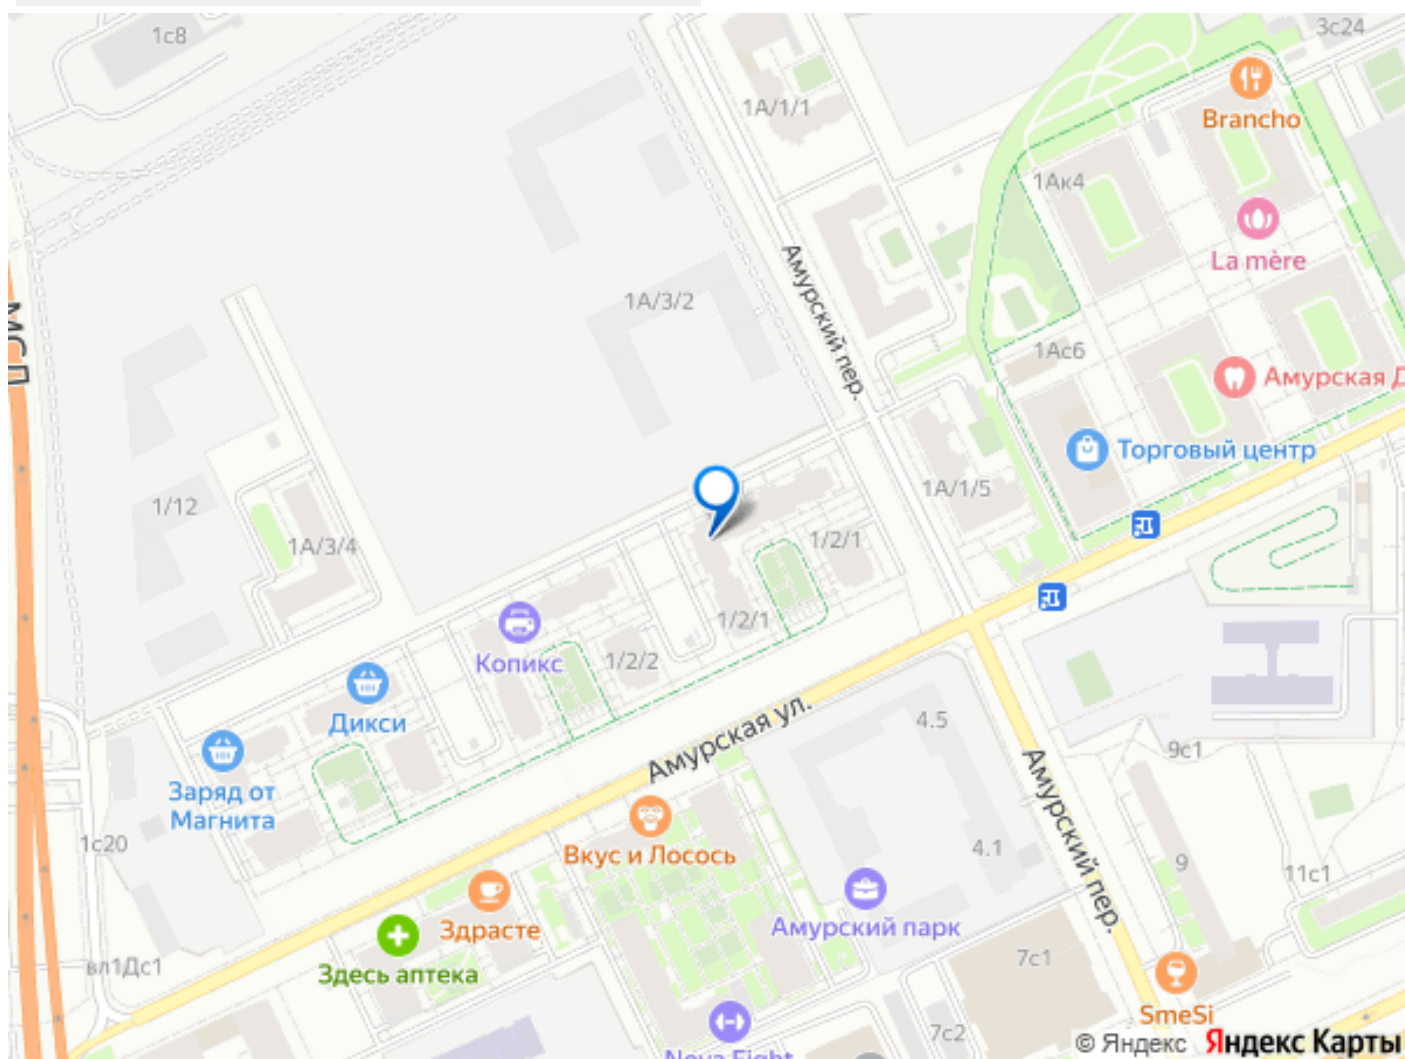 1с8
3с24
1А/1/1
Brancho
1Ак4
La mère
Амурский пер.
1А/3/2
МСД
1Ас6
Амурская Д
Торговый центр
1/12
1А/1/5
1А/3/4
1/2/1
1/2/1
Копикс
1/2/2
Дикси
4.5
Амурская ул.
9с1
Заряд от
Магнита
1с20
Вкус и Лосось
4.1
Амурский пер.
9
11с1
Здрасте
Амурский парк
Здесь аптека
вл1Дс1
7с1
SmeSi
7с2
Nova Fight
© Яндекс Яндекс Карты